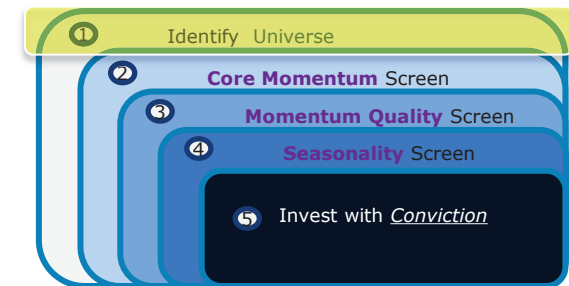 1 Identify Universe
2 Core Momentum Screen
3 Momentum Quality Screen
4 Seasonality Screen
5 Invest with Conviction